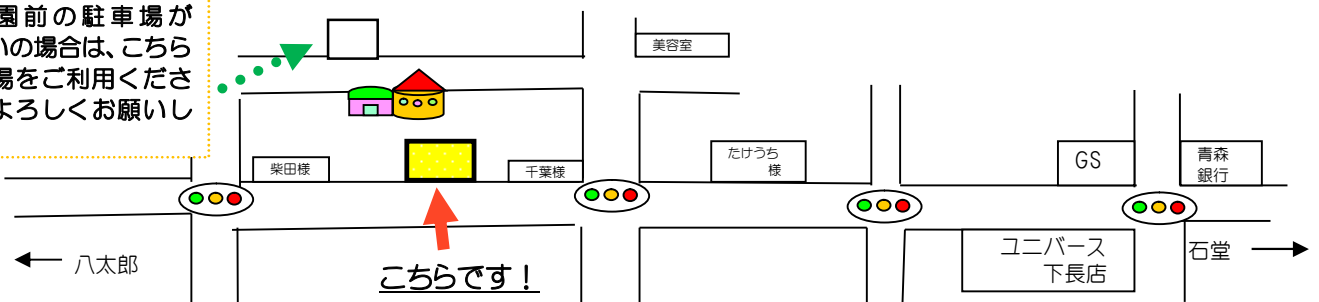 園前の駐車場が
いの場合は、こちら
場をご利用くださ
よろしくお願いし
美容室
柴田様
千葉様
たけうち
様
GS
青森
銀行
八太郎
こちらです！
ユニバース
下長店
石堂